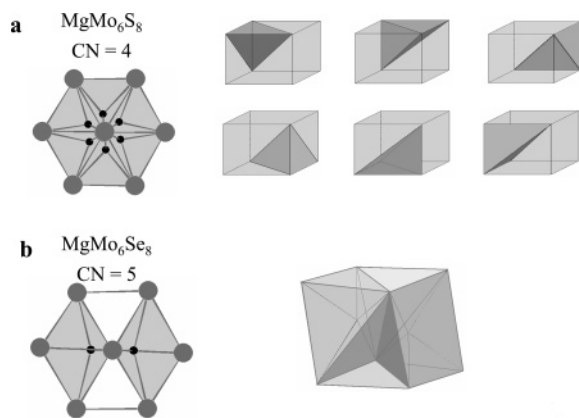 a
MgMo₆S₈
CN = 4
b
MgMo₆Se₈
CN = 5